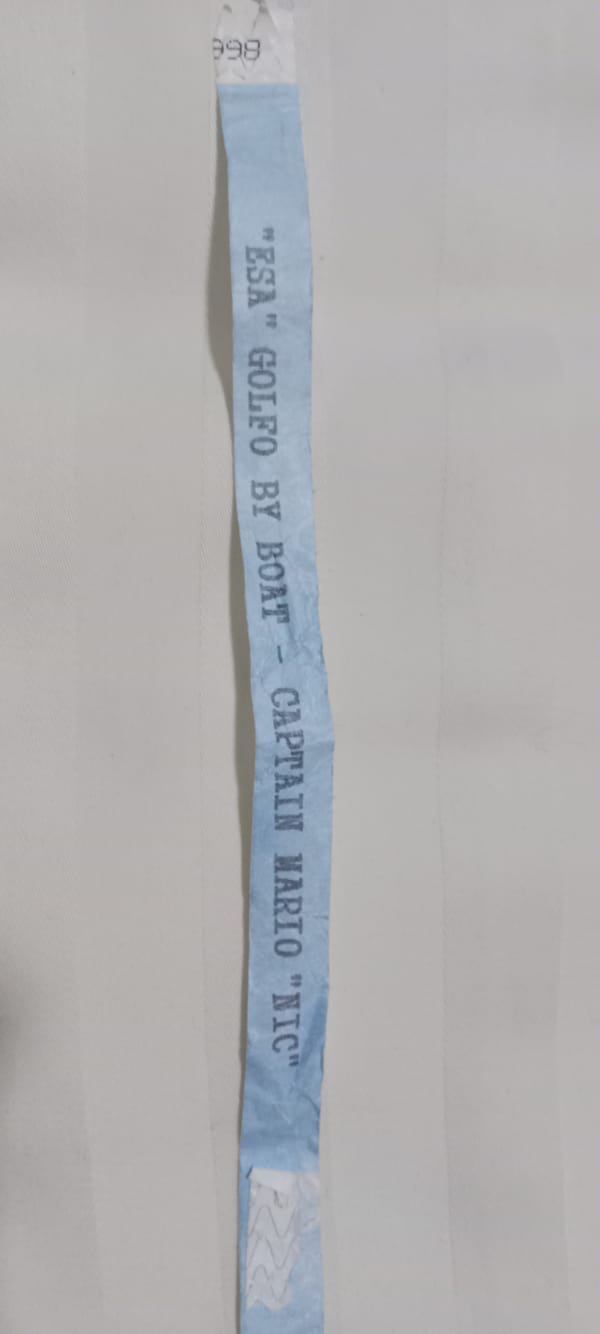 998
"ESA" GOLFO BY BOAT - CAPTAIN MARIO "NIC"